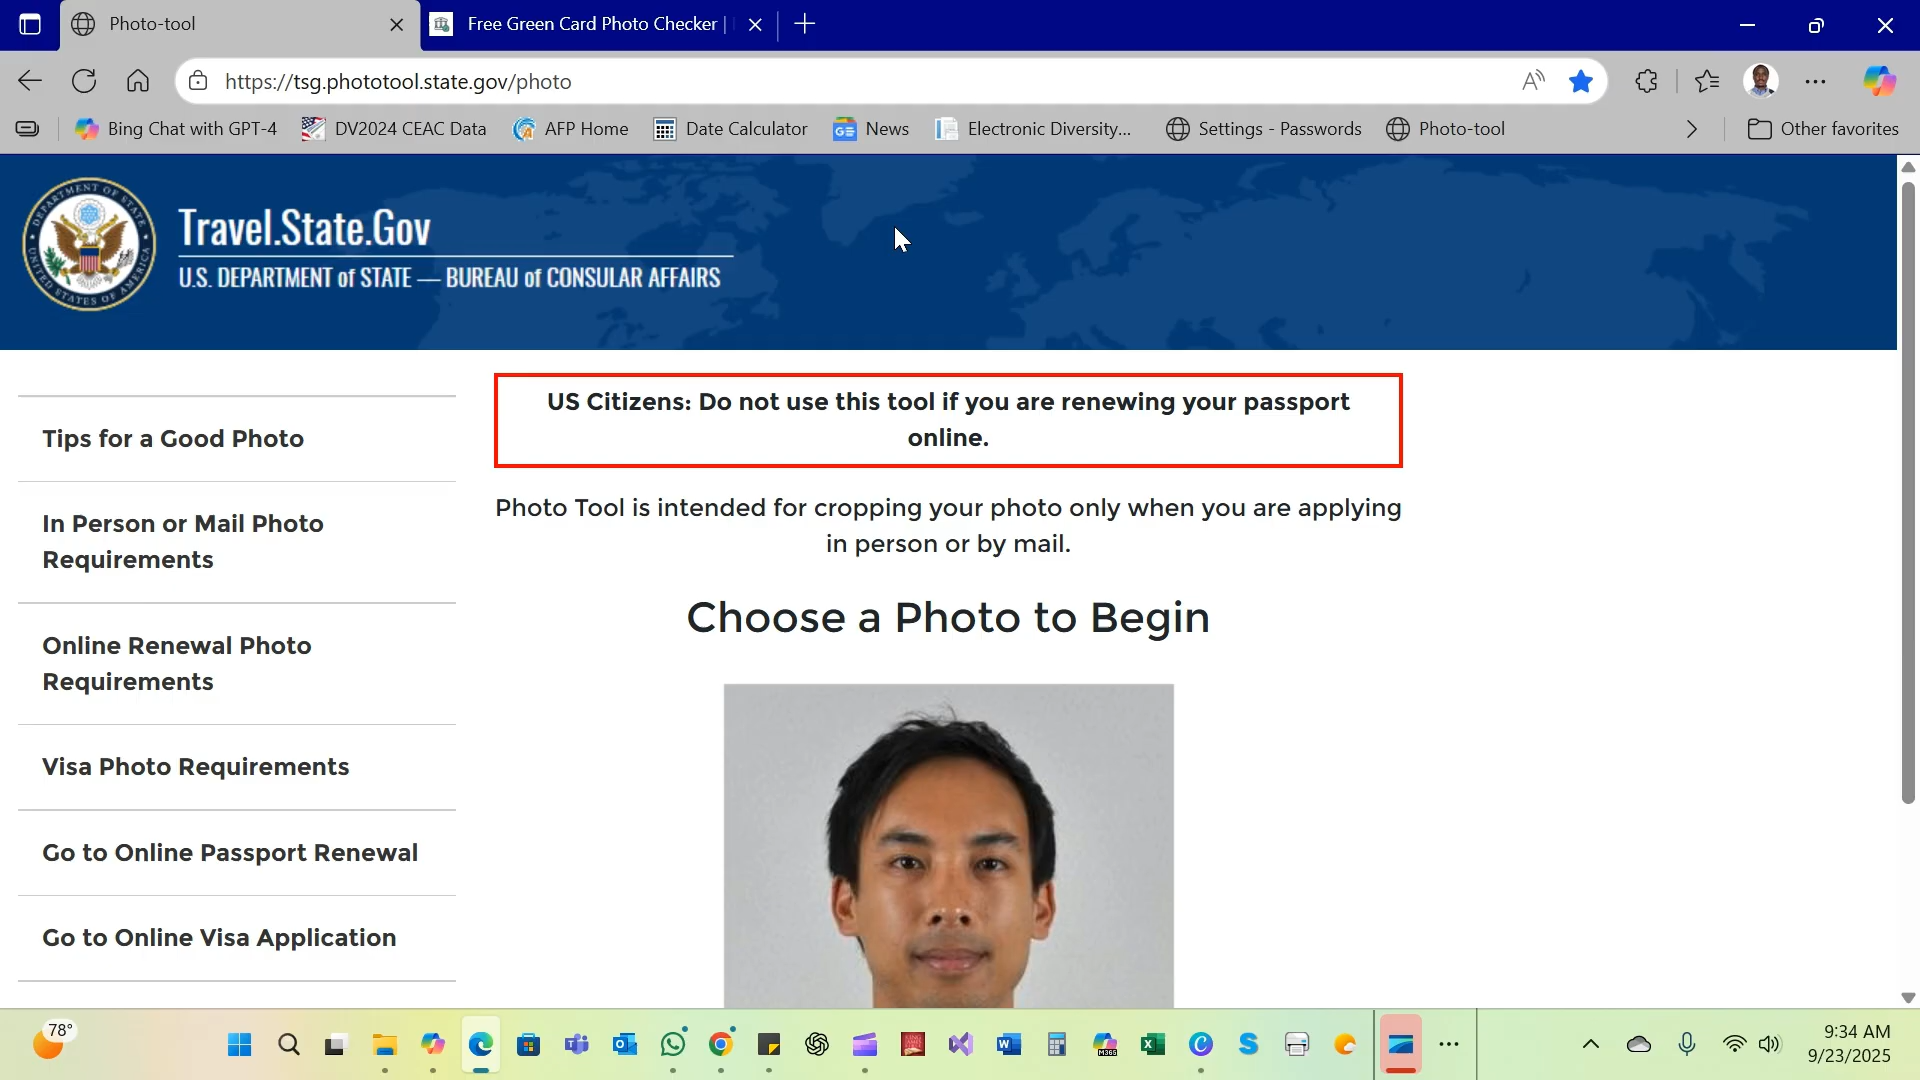 Photo-tool
Free Green Card Photo Checker |
https://tsg.phototool.state.gov/photo
Bing Chat with GPT-4
DV2024 CEAC Data
AFP Home
Date Calculator
News
Electronic Diversity...
Settings - Passwords
Photo-tool
Other favorites
Travel.State.Gov
U.S. DEPARTMENT of STATE — BUREAU of CONSULAR AFFAIRS
Tips for a Good Photo
In Person or Mail Photo
Requirements
Online Renewal Photo
Requirements
Visa Photo Requirements
Go to Online Passport Renewal
Go to Online Visa Application
US Citizens: Do not use this tool if you are renewing your passport
online.
Photo Tool is intended for cropping your photo only when you are applying
in person or by mail.
Choose a Photo to Begin
78°
9:34 AM
9/23/2025